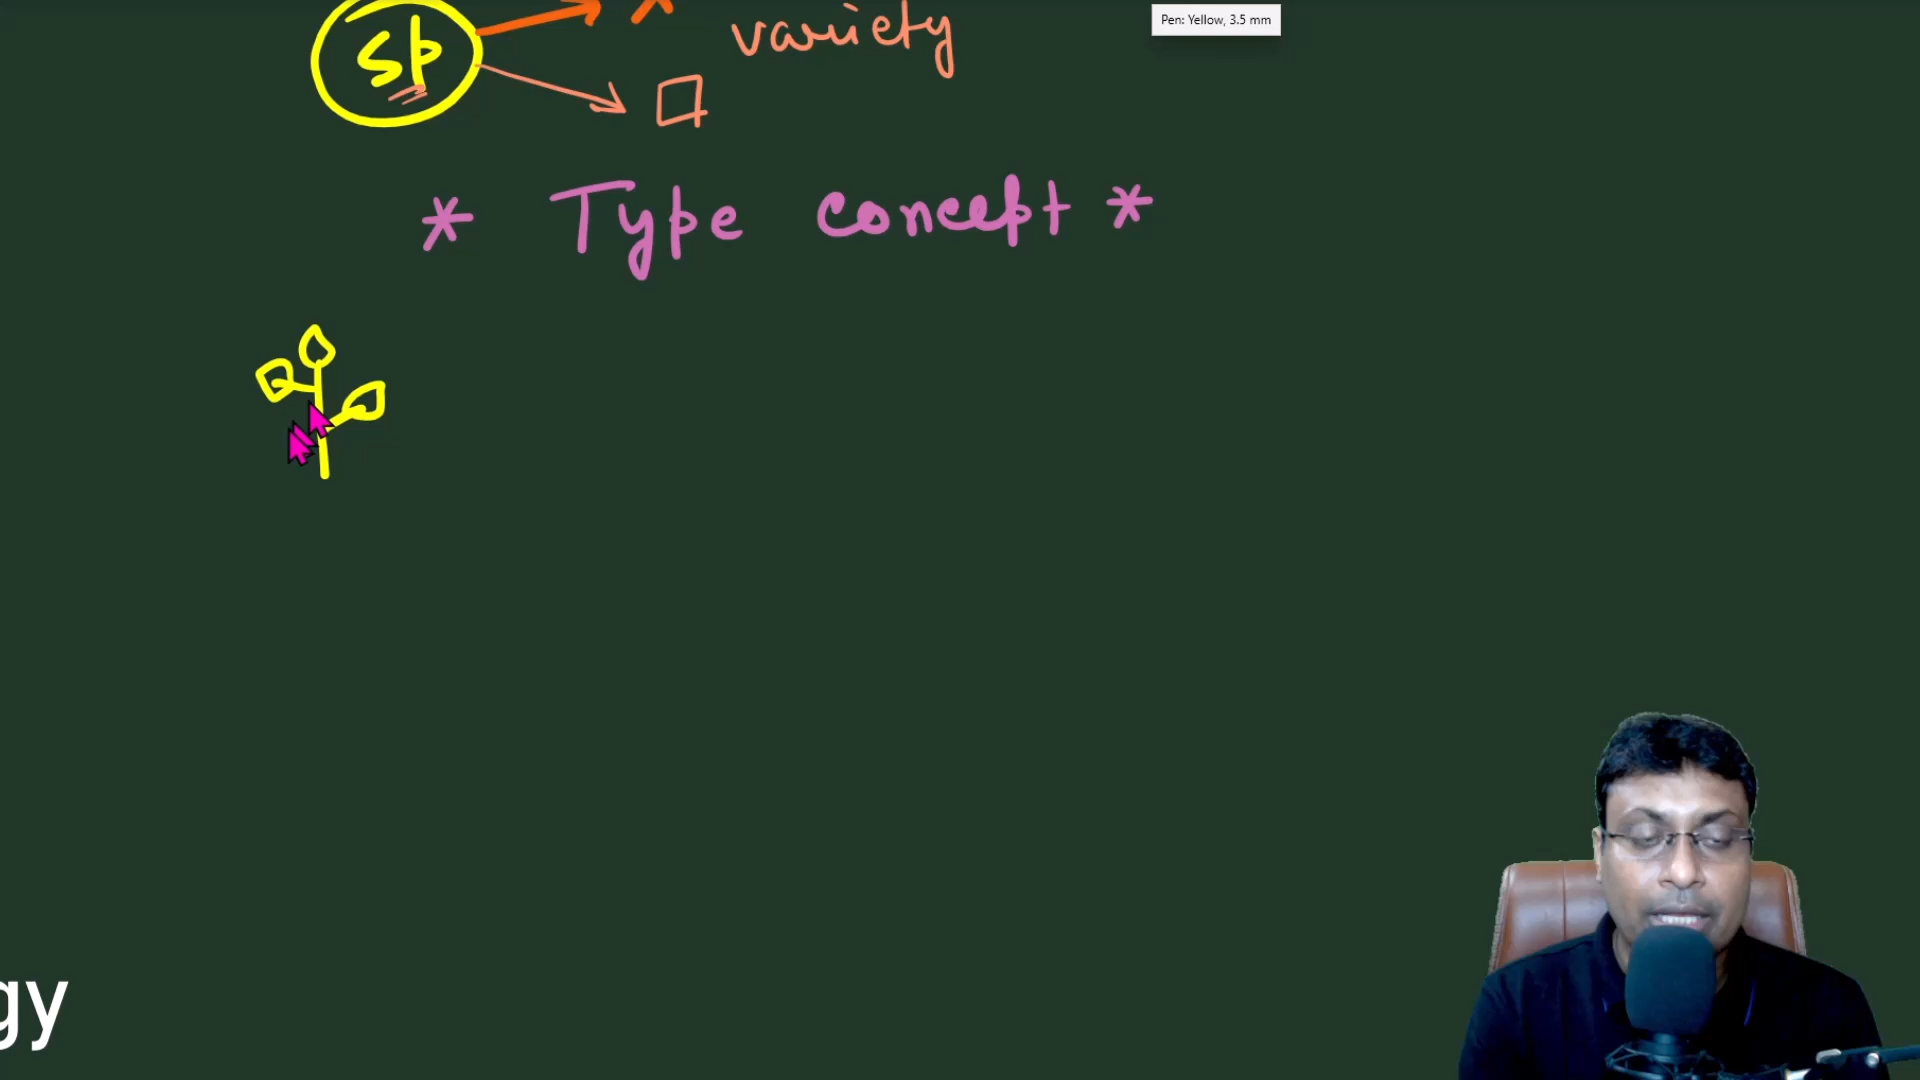 sp
variety
Pen: Yellow, 3.5 mm
* Type concept *
gy